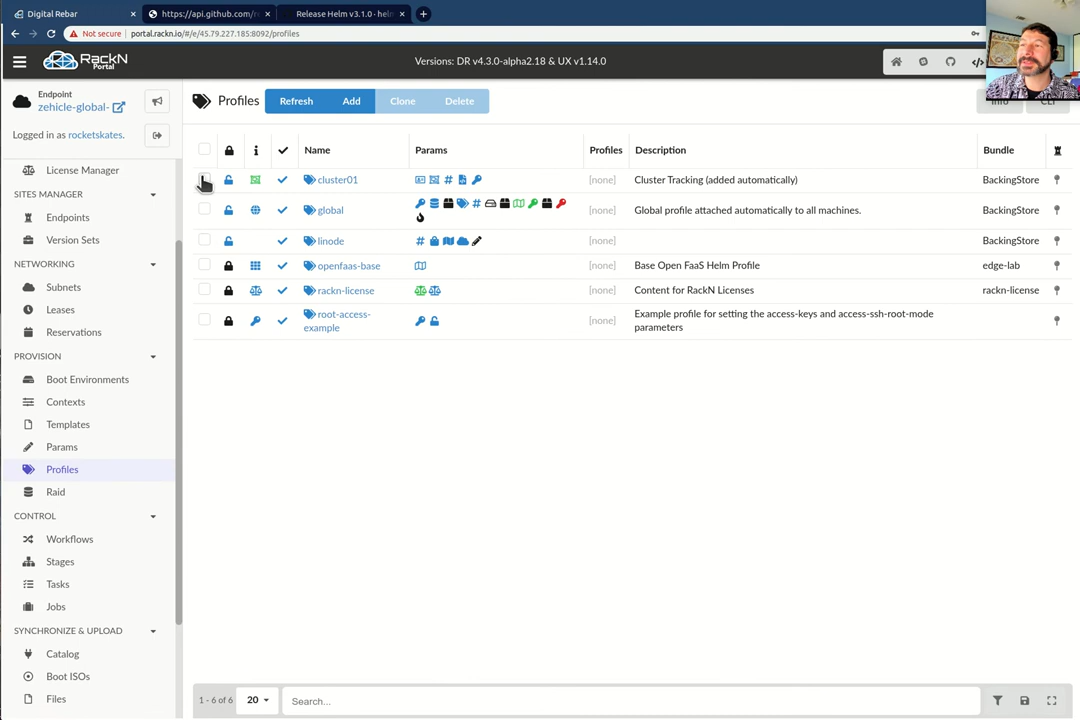 Digital Rebar
https://api.github.com/r
Release Helm v3.1.0 · helm
Not secure
portal.rackn.io/#/e/45.79.227.185:8092/profiles
RackN
Portal
Versions: DR v4.3.0-alpha2.18 & UX v1.14.0
Endpoint
zehicle-global-
Logged in as rocketskates.
License Manager
SITES MANAGER
Endpoints
Version Sets
NETWORKING
Subnets
Leases
Reservations
PROVISION
Boot Environments
Contexts
Templates
Params
Profiles
Raid
CONTROL
Workflows
Stages
Tasks
Jobs
SYNCHRONIZE & UPLOAD
Catalog
Boot ISOs
Files
Profiles
Refresh
Add
Clone
Delete
Info
CLI
Name
Params
Profiles
Description
Bundle
cluster01
[none]
Cluster Tracking (added automatically)
BackingStore
global
[none]
Global profile attached automatically to all machines.
BackingStore
linode
[none]
BackingStore
openfaas-base
[none]
Base Open FaaS Helm Profile
edge-lab
rackn-license
[none]
Content for RackN Licenses
rackn-license
root-access-
example
[none]
Example profile for setting the access-keys and access-ssh-root-mode
parameters
1 - 6 of 6
20
Search...